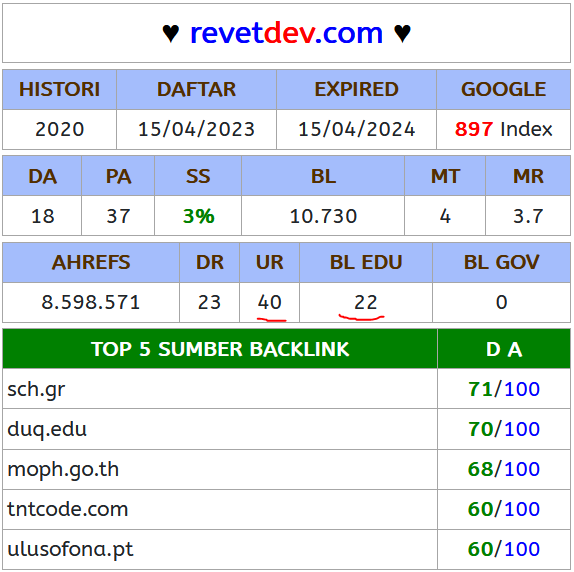 ♥ revetdev.com ♥
HISTORI DAFTAR EXPIRED GOOGLE
2020 15/04/2023 15/04/2024 897 Index
DA PA SS BL MT MR
18 37 3% 10.730 4 3.7
AHREFS DR UR BL EDU BL GOV
8.598.571 23 40 22 0
TOP 5 SUMBER BACKLINK D A
sch.gr 71/100
duq.edu 70/100
moph.go.th 68/100
tntcode.com 60/100
ulusofona.pt 60/100